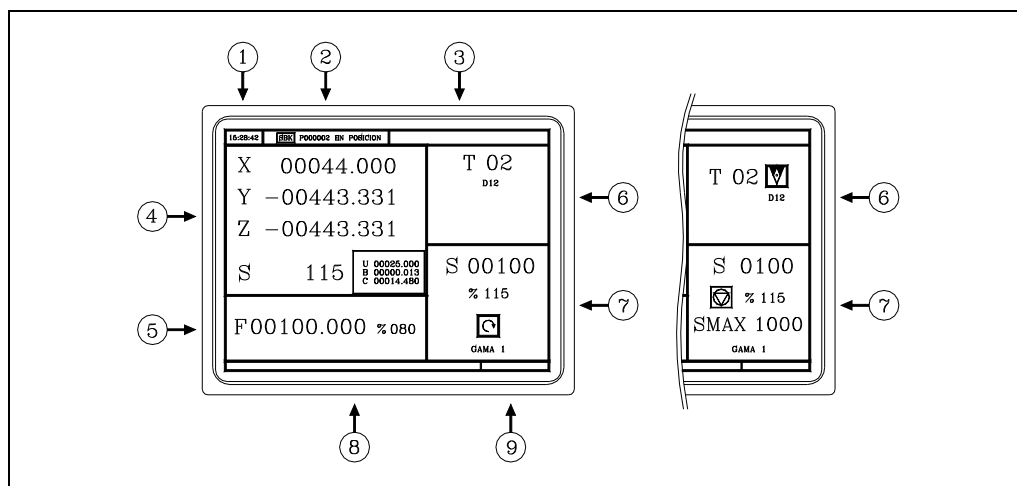 1 2 3
15:28:42 SBK P000002 EN POSICION
X 00044.000
Y -00443.331
Z -00443.331
S 115
U 00025.000
B 00000.013
C 00014.480
F00100.000 % 080
T 02
D12
S 00100
% 115
GAMA 1
4
5
6
7
8 9
T 02
D12
S 0100
% 115
SMAX 1000
GAMA 1
6
7